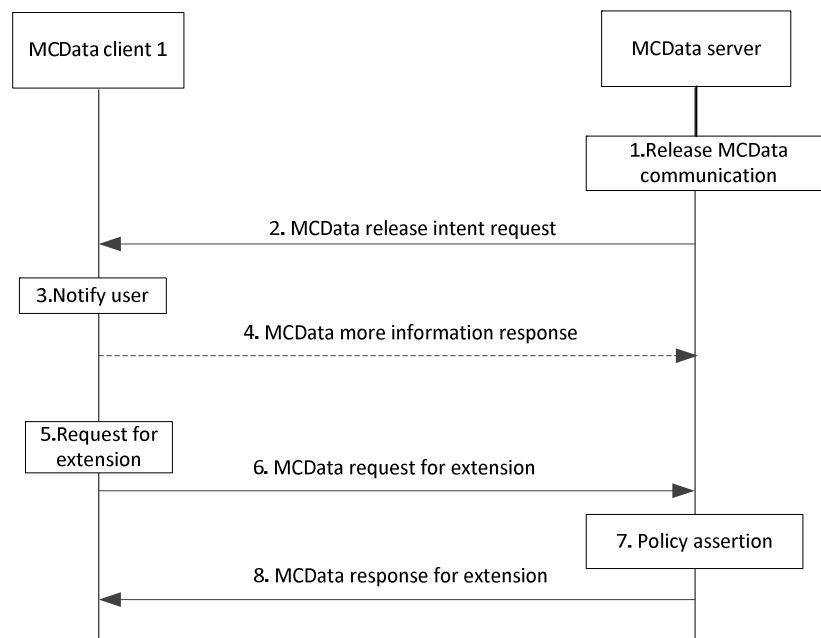 MCData client 1
MCData server
1.Release MCData
communication
2. MCData release intent request
3.Notify user
4. MCData more information response
5.Request for
extension
6. MCData request for extension
7. Policy assertion
8. MCData response for extension